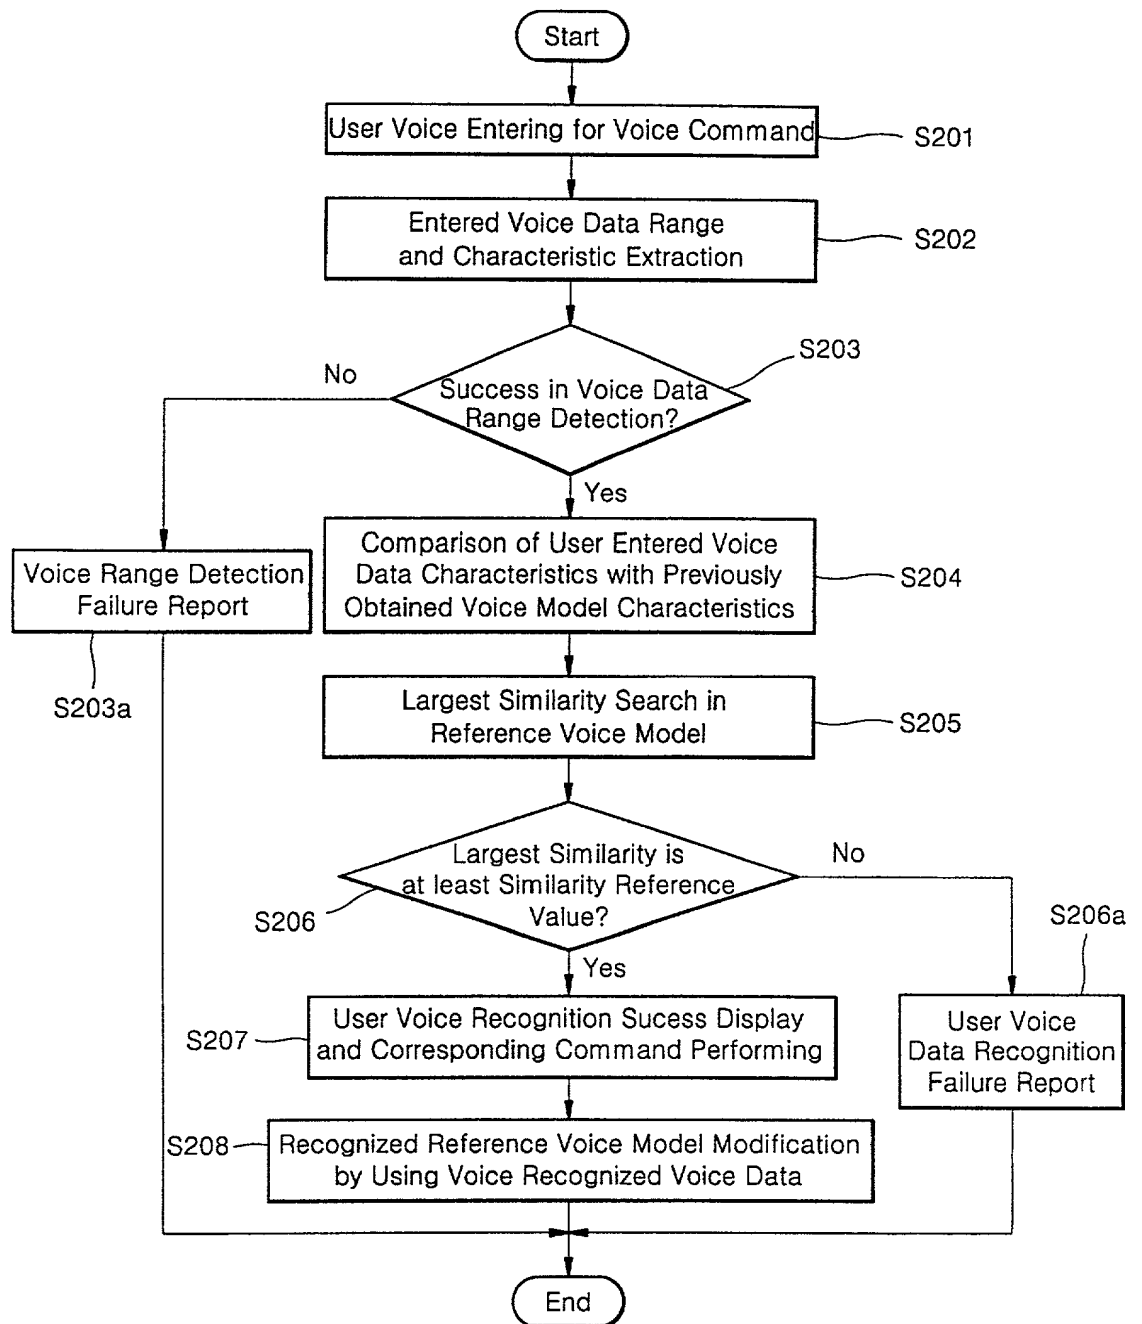 Start
User Voice Entering for Voice Command
S201
Entered Voice Data Range
and Characteristic Extraction
S202
Success in Voice Data
Range Detection?
S203
No
Yes
Voice Range Detection
Failure Report
S203a
Comparison of User Entered Voice
Data Characteristics with Previously
Obtained Voice Model Characteristics
S204
Largest Similarity Search in
Reference Voice Model
S205
Largest Similarity is
at least Similarity Reference
Value?
S206
No
Yes
S206a
User Voice
Data Recognition
Failure Report
User Voice Recognition Sucess Display
and Corresponding Command Performing
S207
Recognized Reference Voice Model Modification
by Using Voice Recognized Voice Data
S208
End